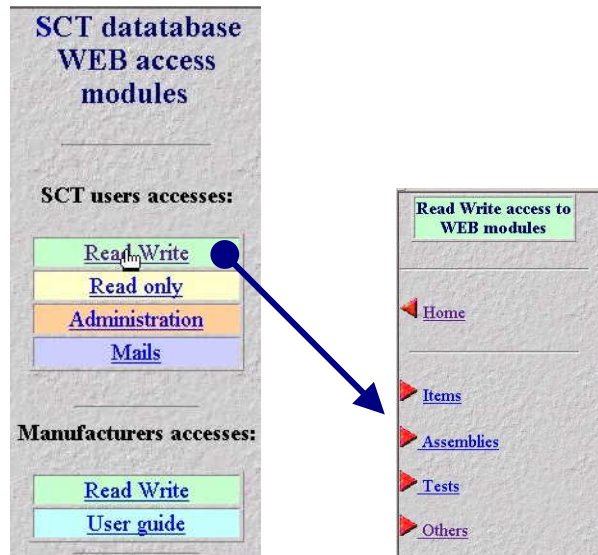 SCT datatabase
WEB access
modules
SCT users accesses:
Read Write
Read only
Administration
Mails
Manufacturers accesses:
Read Write
User guide
Read Write access to
WEB modules
Home
Items
Assemblies
Tests
Others